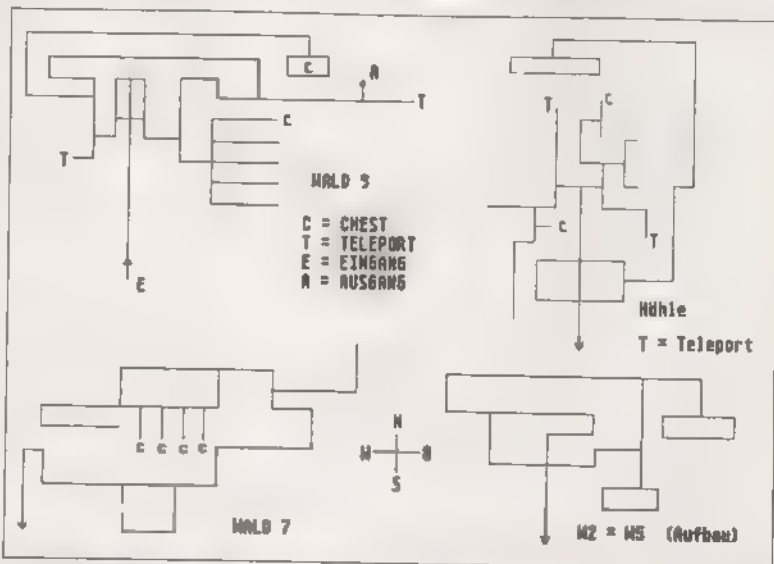 C
A
T
C
T
WALD 5
C = CHEST
T = TELEPORT
E = EINGANG
A = AUSGANG
E
T
C
C
T
Höhle
T = Teleport
C C C C
WALD 7
N
W O
S
W2 = W5 (Aufbau)